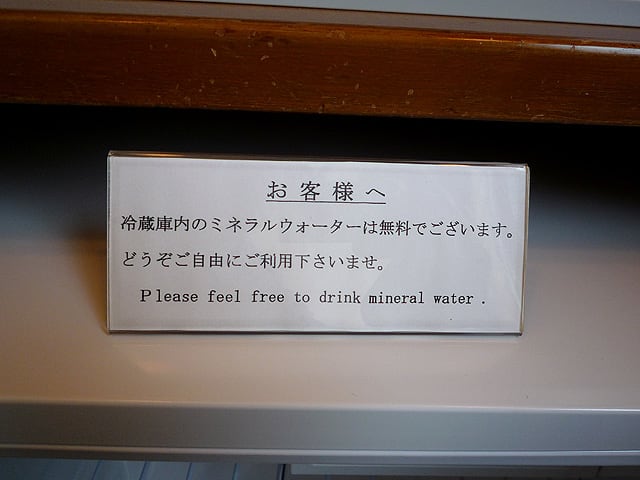 お客様へ
冷蔵庫内のミネラルウォーターは無料でございます。
どうぞご自由にご利用下さいませ。
Please feel free to drink mineral water .